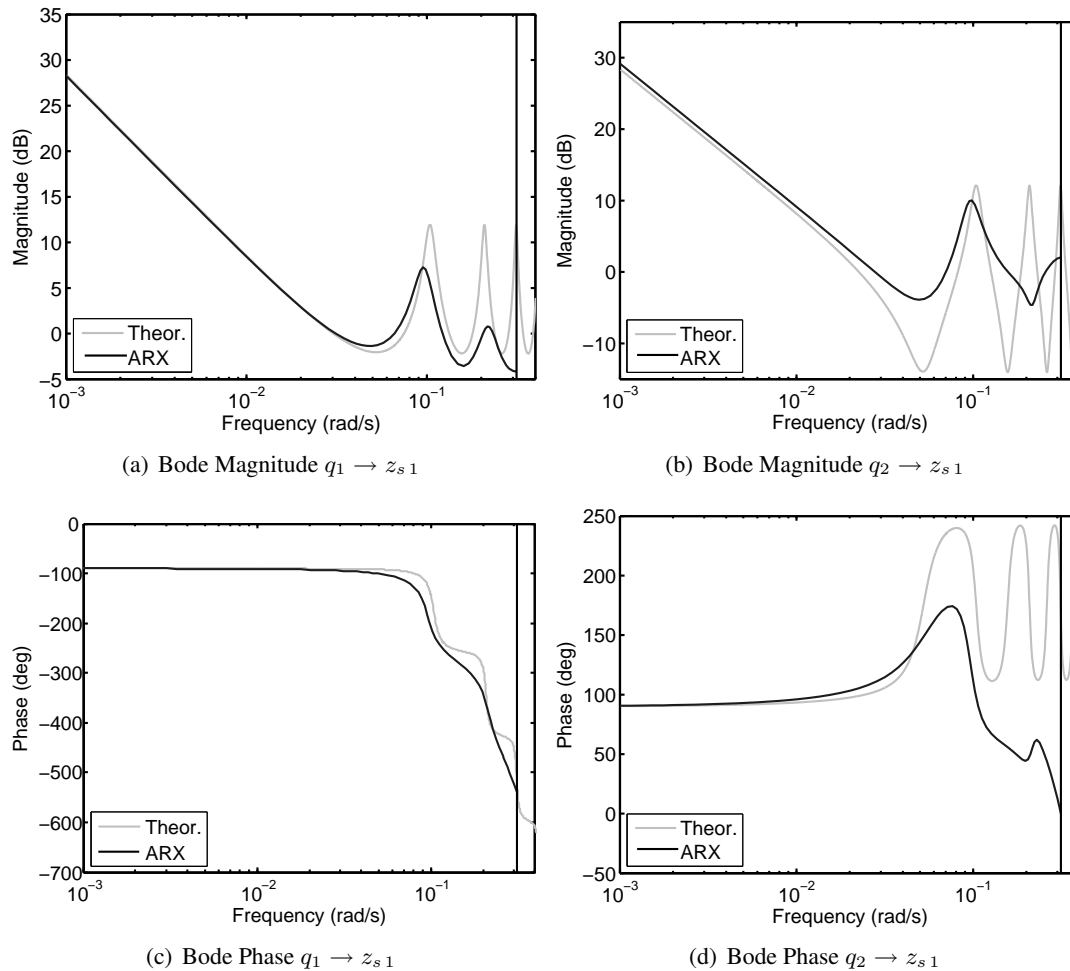 35
30
25
20
15
10
5
0
−5
Magnitude (dB)
Theor.
ARX
10⁻³
10⁻²
10⁻¹
Frequency (rad/s)
(a) Bode Magnitude q₁ → z_{s 1}
30
20
10
0
−10
Magnitude (dB)
Theor.
ARX
10⁻³
10⁻²
10⁻¹
Frequency (rad/s)
(b) Bode Magnitude q₂ → z_{s 1}
0
−100
−200
−300
−400
−500
−600
−700
Phase (deg)
Theor.
ARX
10⁻³
10⁻²
10⁻¹
Frequency (rad/s)
(c) Bode Phase q₁ → z_{s 1}
250
200
150
100
50
0
−50
Phase (deg)
Theor.
ARX
10⁻³
10⁻²
10⁻¹
Frequency (rad/s)
(d) Bode Phase q₂ → z_{s 1}